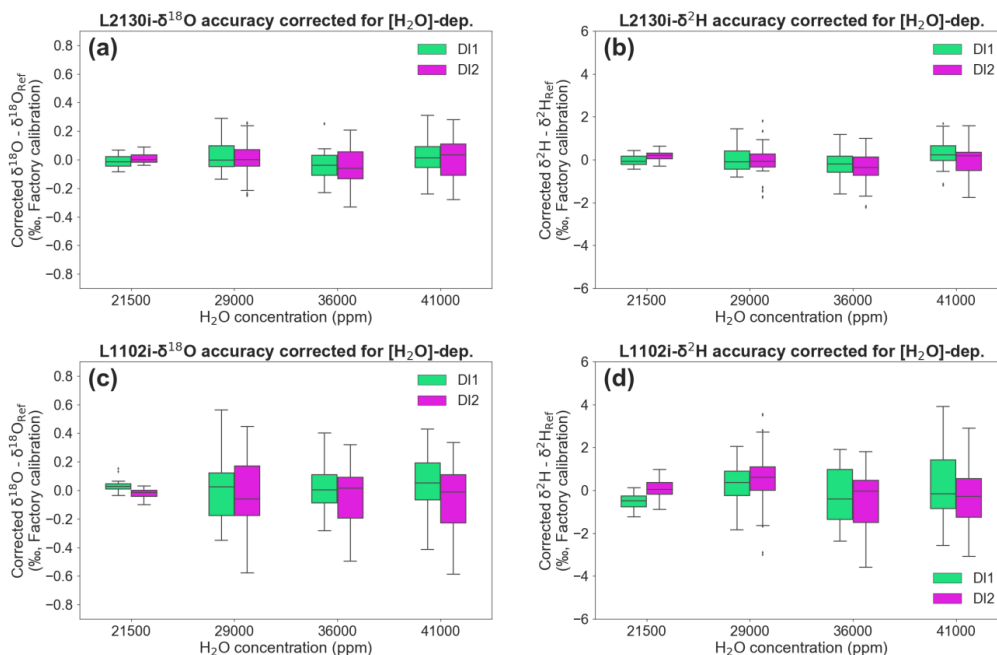 L2130i-δ¹⁸O accuracy corrected for [H₂O]-dep.
(a)
DI1
DI2
0.8
0.6
0.4
0.2
0.0
−0.2
−0.4
−0.6
−0.8
Corrected δ¹⁸O - δ¹⁸O_Ref
(‰, Factory calibration)
21500 29000 36000 41000
H₂O concentration (ppm)
L2130i-δ²H accuracy corrected for [H₂O]-dep.
(b)
DI1
DI2
6
4
2
0
−2
−4
−6
Corrected δ²H - δ²H_Ref
(‰, Factory calibration)
21500 29000 36000 41000
H₂O concentration (ppm)
L1102i-δ¹⁸O accuracy corrected for [H₂O]-dep.
(c)
DI1
DI2
0.8
0.6
0.4
0.2
0.0
−0.2
−0.4
−0.6
−0.8
Corrected δ¹⁸O - δ¹⁸O_Ref
(‰, Factory calibration)
21500 29000 36000 41000
H₂O concentration (ppm)
L1102i-δ²H accuracy corrected for [H₂O]-dep.
(d)
6
4
2
0
−2
−4
−6
Corrected δ²H - δ²H_Ref
(‰, Factory calibration)
DI1
DI2
21500 29000 36000 41000
H₂O concentration (ppm)